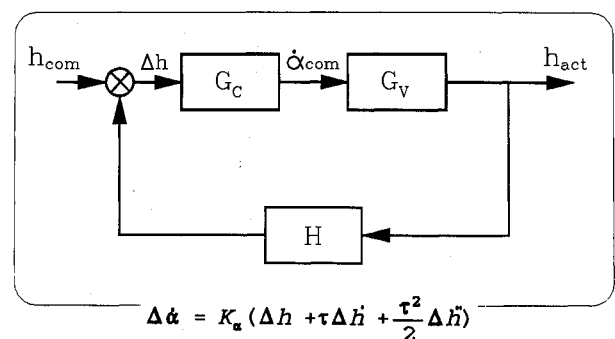 h_com
Δh
G_C
α̇_com
G_V
h_act
H
Δα̇ = K_α (Δh + τΔḣ + τ²/2 Δḧ)